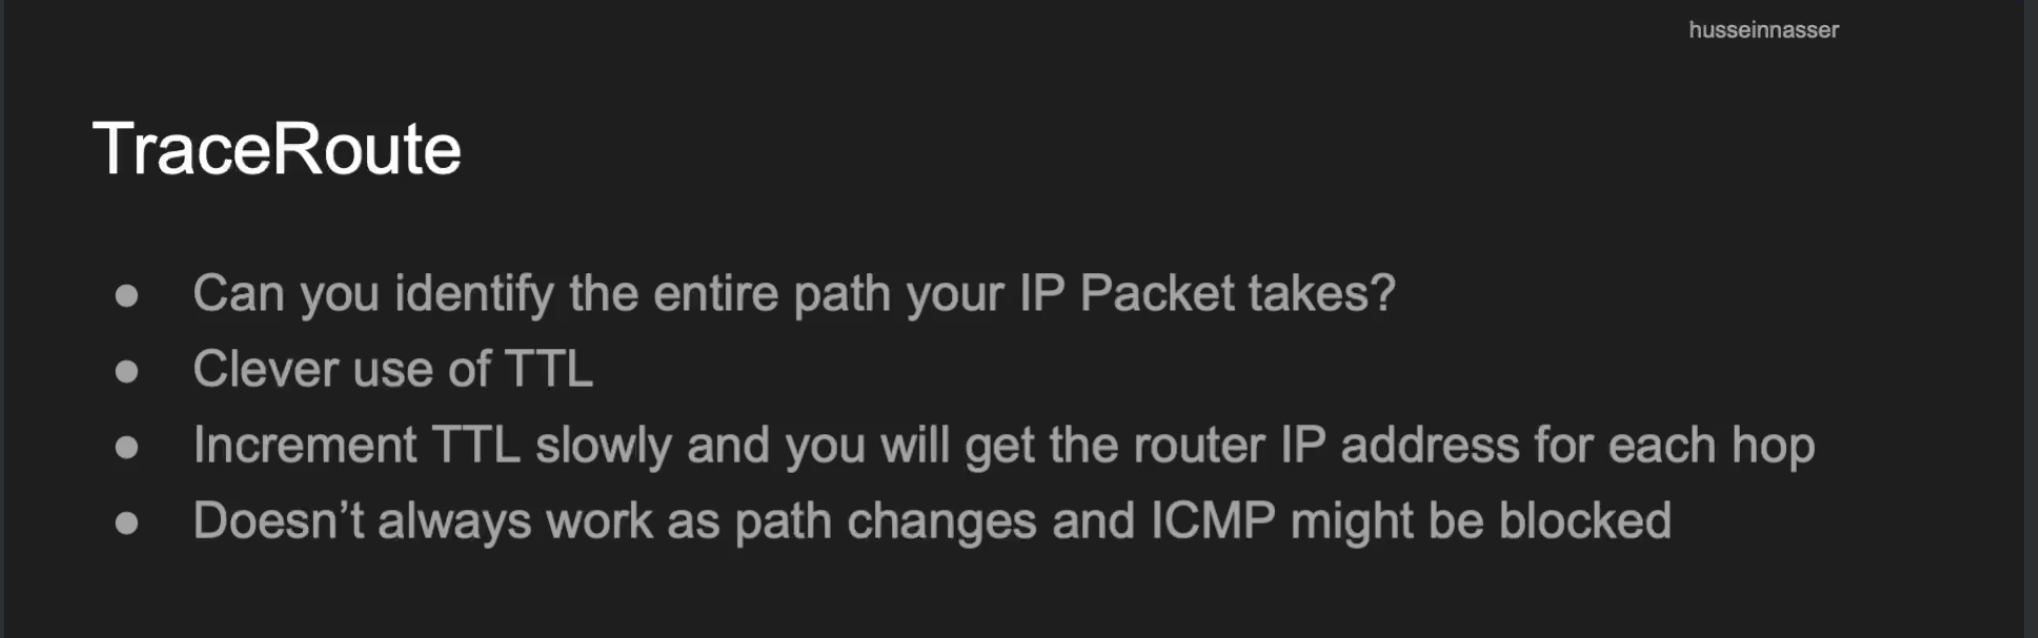 husseinnasser
TraceRoute
● Can you identify the entire path your IP Packet takes?
● Clever use of TTL
● Increment TTL slowly and you will get the router IP address for each hop
● Doesn’t always work as path changes and ICMP might be blocked